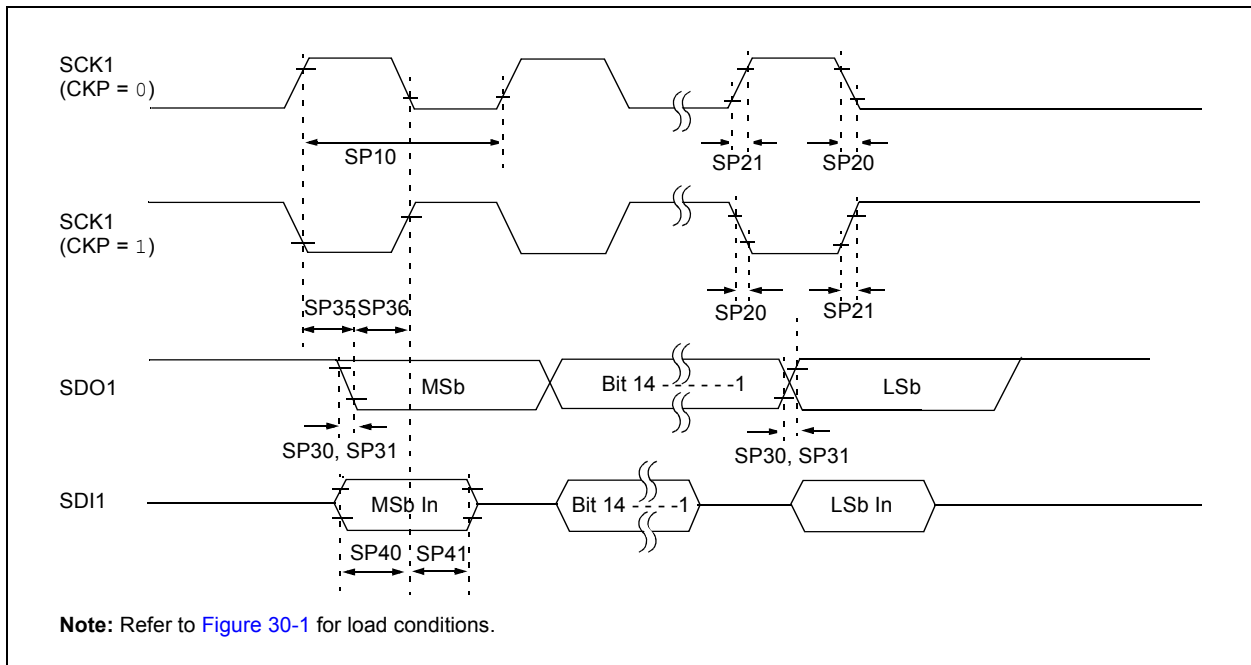 SCK1
(CKP = 0)
SP10
SP21
SP20
SCK1
(CKP = 1)
SP35
SP36
SP20
SP21
SDO1
MSb
Bit 14 - - - - - -1
LSb
SP30, SP31
SP30, SP31
SDI1
MSb In
Bit 14 - - - - -1
LSb In
SP40
SP41
Note: Refer to Figure 30-1 for load conditions.